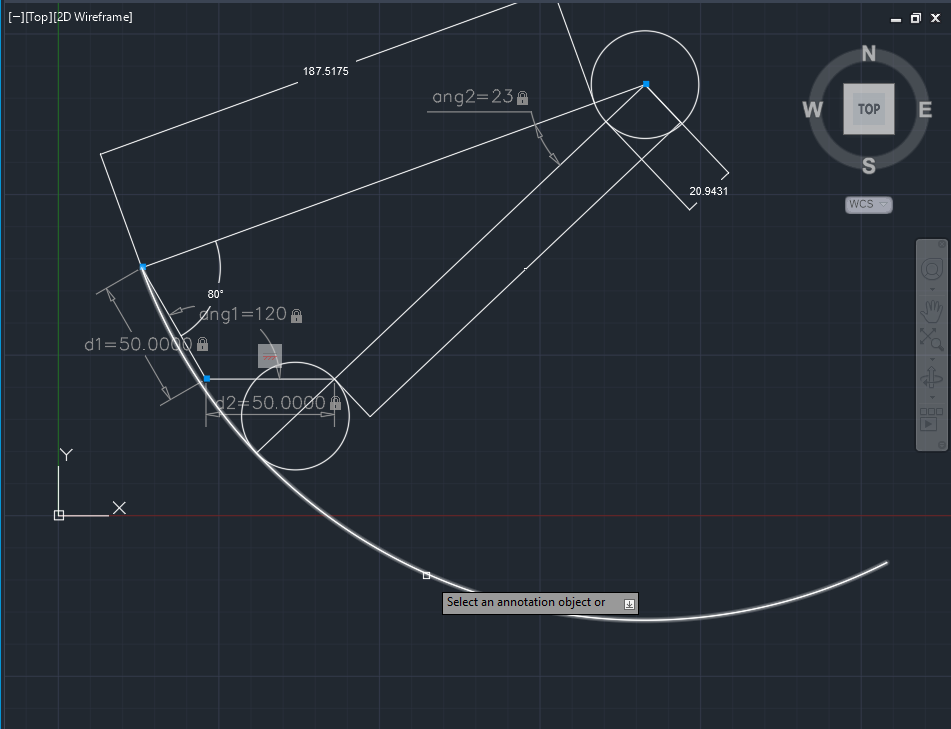 [−][Top][2D Wireframe]
N
W
TOP
E
S
WCS
187.5175
ang2=23
20.9431
80°
ang1=120
d1=50.0000
d2=50.0000
Y
X
Select an annotation object or